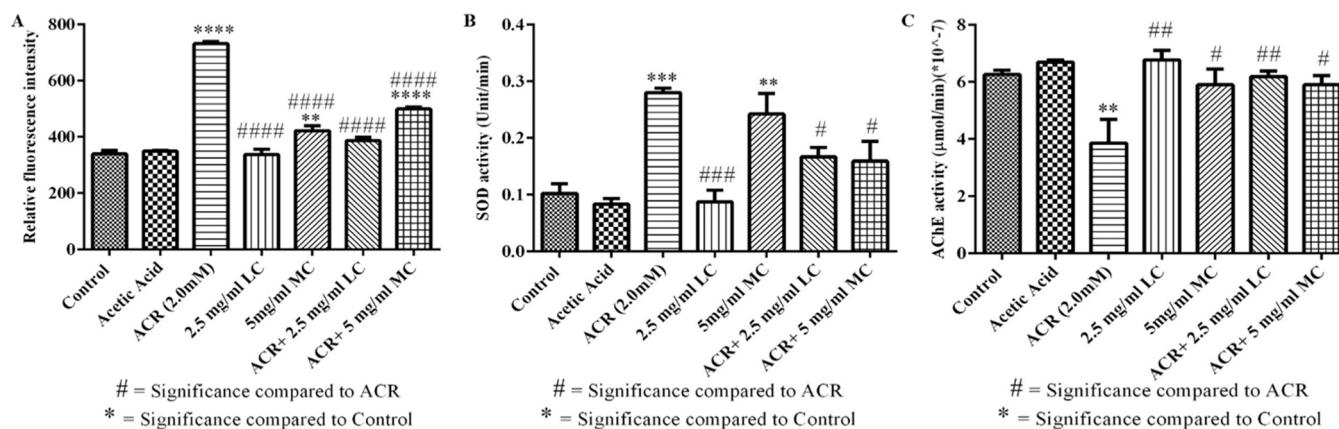 A
Relative fluorescence intensity
800
600
400
200
0
****
####
####
**
####
####
****
Control
Acetic Acid
ACR (2.0mM)
2.5 mg/ml LC
5mg/ml MC
ACR+ 2.5 mg/ml LC
ACR+ 5 mg/ml MC
# = Significance compared to ACR
* = Significance compared to Control
B
SOD activity (Unit/min)
0.4
0.3
0.2
0.1
0.0
***
###
**
#
#
Control
Acetic Acid
ACR (2.0mM)
2.5 mg/ml LC
5mg/ml MC
ACR+ 2.5 mg/ml LC
ACR+ 5 mg/ml MC
# = Significance compared to ACR
* = Significance compared to Control
C
AChE activity (µmol/min)(*10^-7)
8
6
4
2
0
**
##
#
##
#
Control
Acetic Acid
ACR (2.0mM)
2.5 mg/ml LC
5mg/ml MC
ACR+ 2.5 mg/ml LC
ACR+ 5 mg/ml MC
# = Significance compared to ACR
* = Significance compared to Control